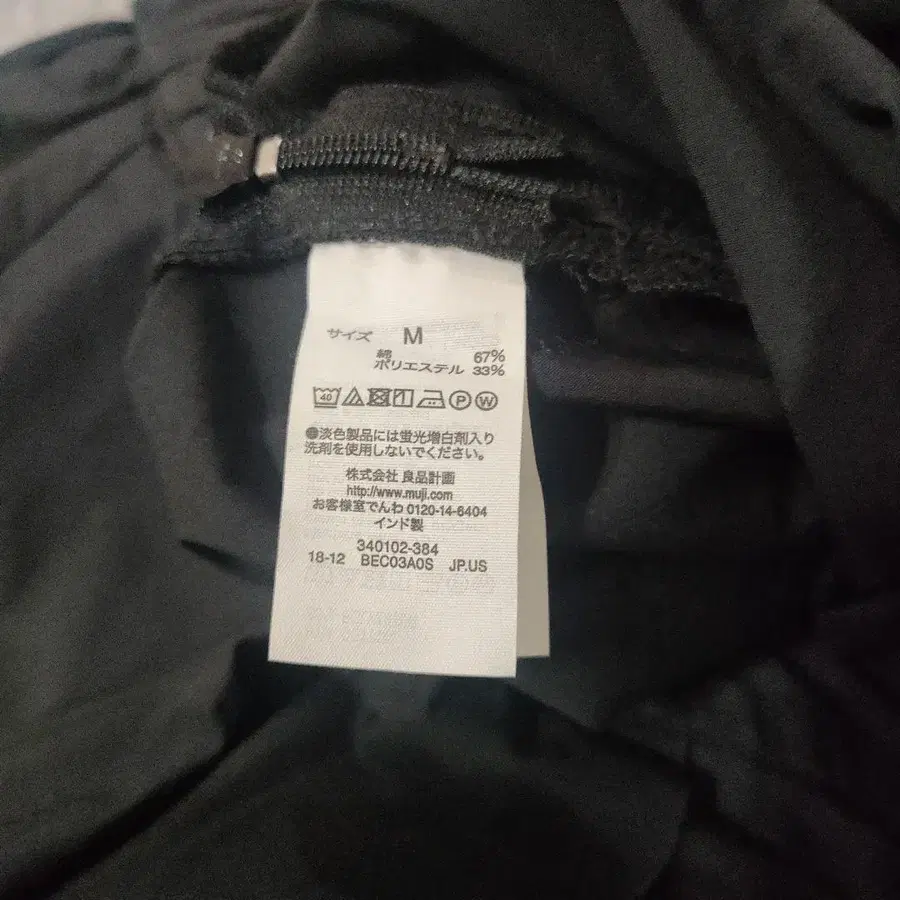 サイズ M
綿 67%
ポリエステル 33%
40 P W
●淡色製品には蛍光増白剤入り
洗剤を使用しないでください。
株式会社 良品計画
http://www.muji.com
お客様室でんわ 0120-14-6404
インド製
340102-384
18-12 BEC03A0S JP.US